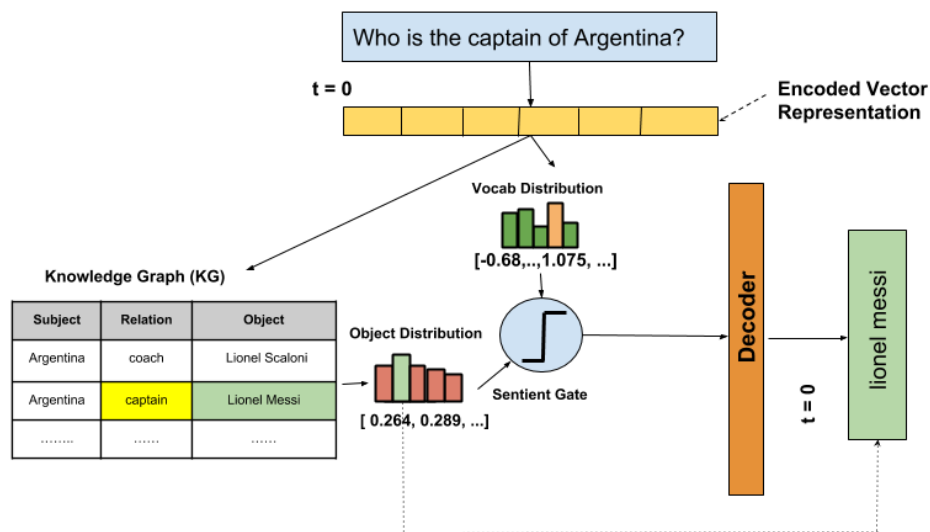 Who is the captain of Argentina?
t = 0
Encoded Vector
Representation
Vocab Distribution
[-0.68,..,1.075, ...]
Knowledge Graph (KG)
Subject Relation Object
Argentina coach Lionel Scaloni
Argentina captain Lionel Messi
........ ...... ......
Object Distribution
[ 0.264, 0.289, ...]
Sentient Gate
Decoder
t = 0
lionel messi